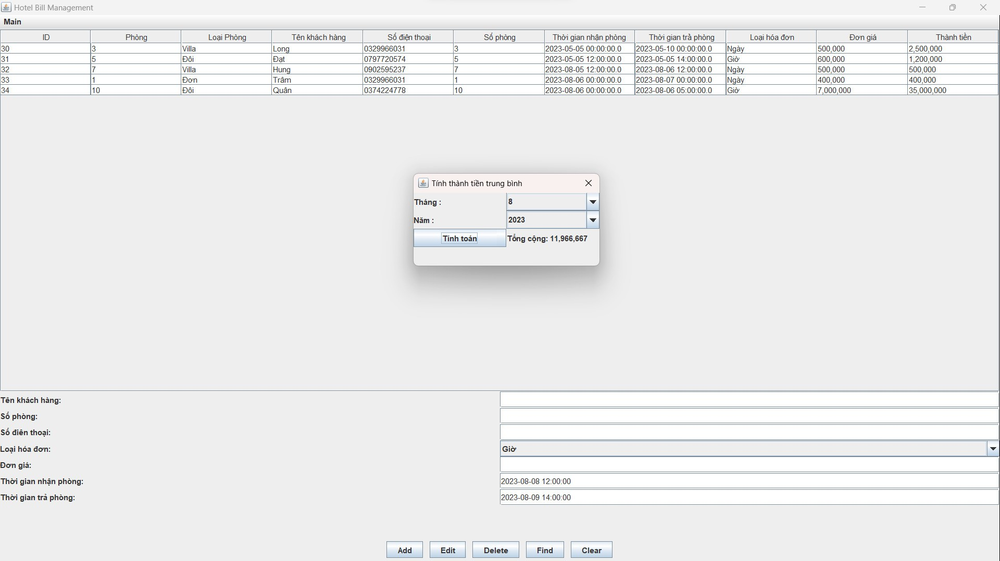 Hotel Bill Management
Main
ID Phòng Loại Phòng Tên khách hàng Số điện thoại Số phòng Thời gian nhận phòng Thời gian trả phòng Loại hóa đơn Đơn giá Thành tiền
30 3 Villa Long 0329966031 3 2023-05-05 00:00:00.0 2023-05-10 00:00:00.0 Ngày 500,000 2,500,000
31 5 Đôi Đạt 0797720574 5 2023-05-05 12:00:00.0 2023-05-05 14:00:00.0 Giờ 600,000 1,200,000
32 7 Villa Hung 0902595237 7 2023-08-05 12:00:00.0 2023-08-06 12:00:00.0 Ngày 500,000 500,000
33 1 Đơn Trâm 0329966031 1 2023-08-06 00:00:00.0 2023-08-07 00:00:00.0 Ngày 400,000 400,000
34 10 Đôi Quân 0374224778 10 2023-08-06 00:00:00.0 2023-08-06 05:00:00.0 Giờ 7,000,000 35,000,000
Tính thành tiền trung bình
Tháng : 8
Năm : 2023
Tính toán Tổng cộng: 11,966,667
Tên khách hàng:
Số phòng:
Số điên thoại:
Loại hóa đơn: Giờ
Đơn giá:
Thời gian nhận phòng: 2023-08-08 12:00:00
Thời gian trả phòng: 2023-08-09 14:00:00
Add Edit Delete Find Clear